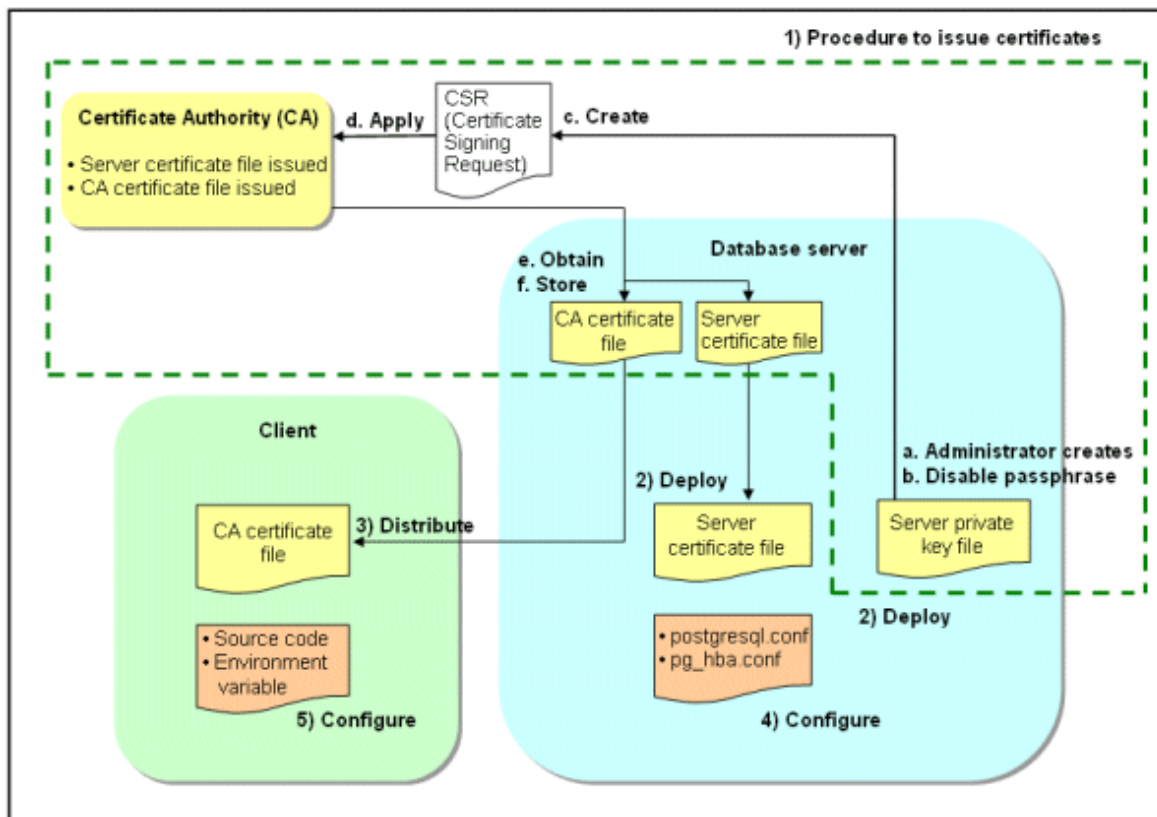 1) Procedure to issue certificates
Certificate Authority (CA)
• Server certificate file issued
• CA certificate file issued
d. Apply
CSR
(Certificate
Signing
Request)
c. Create
Database server
e. Obtain
f. Store
CA certificate
file
Server
certificate file
Client
a. Administrator creates
b. Disable passphrase
2) Deploy
CA certificate
file
3) Distribute
Server
certificate file
Server private
key file
2) Deploy
• Source code
• Environment
variable
5) Configure
• postgresql.conf
• pg_hba.conf
4) Configure